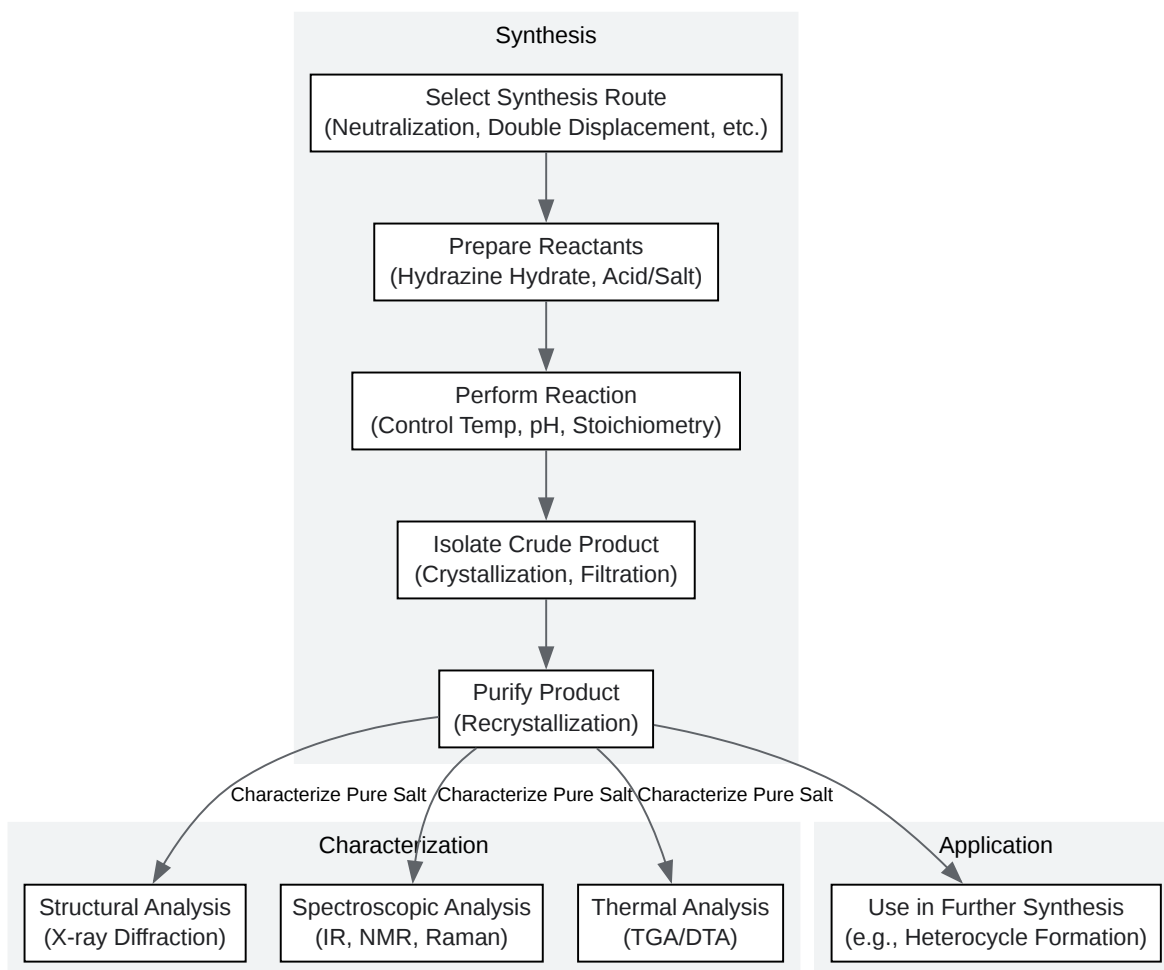 Synthesis
Select Synthesis Route
(Neutralization, Double Displacement, etc.)
Prepare Reactants
(Hydrazine Hydrate, Acid/Salt)
Perform Reaction
(Control Temp, pH, Stoichiometry)
Isolate Crude Product
(Crystallization, Filtration)
Purify Product
(Recrystallization)
Characterize Pure Salt
Characterize Pure Salt
Characterize Pure Salt
Characterization
Application
Structural Analysis
(X-ray Diffraction)
Spectroscopic Analysis
(IR, NMR, Raman)
Thermal Analysis
(TGA/DTA)
Use in Further Synthesis
(e.g., Heterocycle Formation)